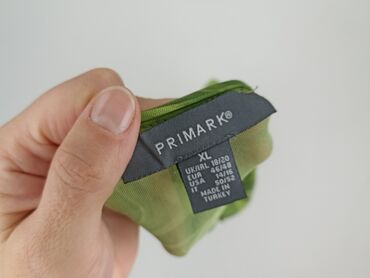 PRIMARK®
XL
UK/IRL 18/20
EUR 46/48
USA 14/16
IT 50/52
MADE IN
TURKEY